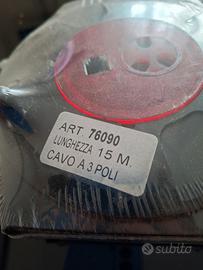 ART. 76090
LUNGHEZZA 15 M.
CAVO A 3 POLI
subito